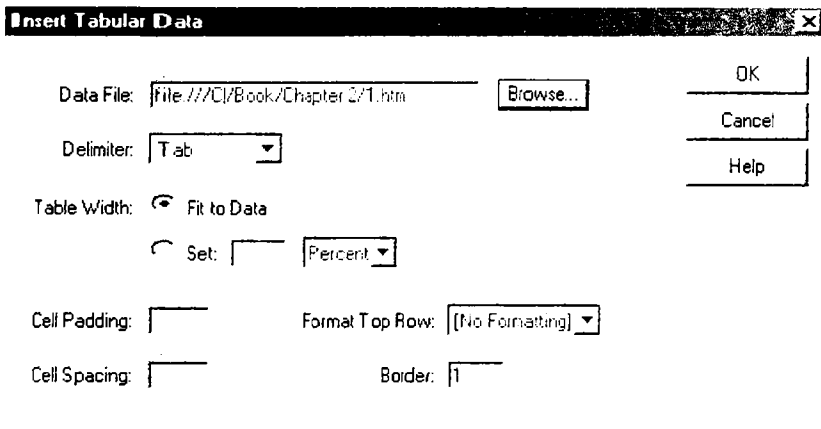 Insert Tabular Data
Data File: file:///C|/Book/Chapter 2/1.htm Browse...
OK
Cancel
Delimiter: Tab
Help
Table Width: Fit to Data
Set: Percent
Cell Padding: Format Top Row: [No Formatting]
Cell Spacing: Border: 1